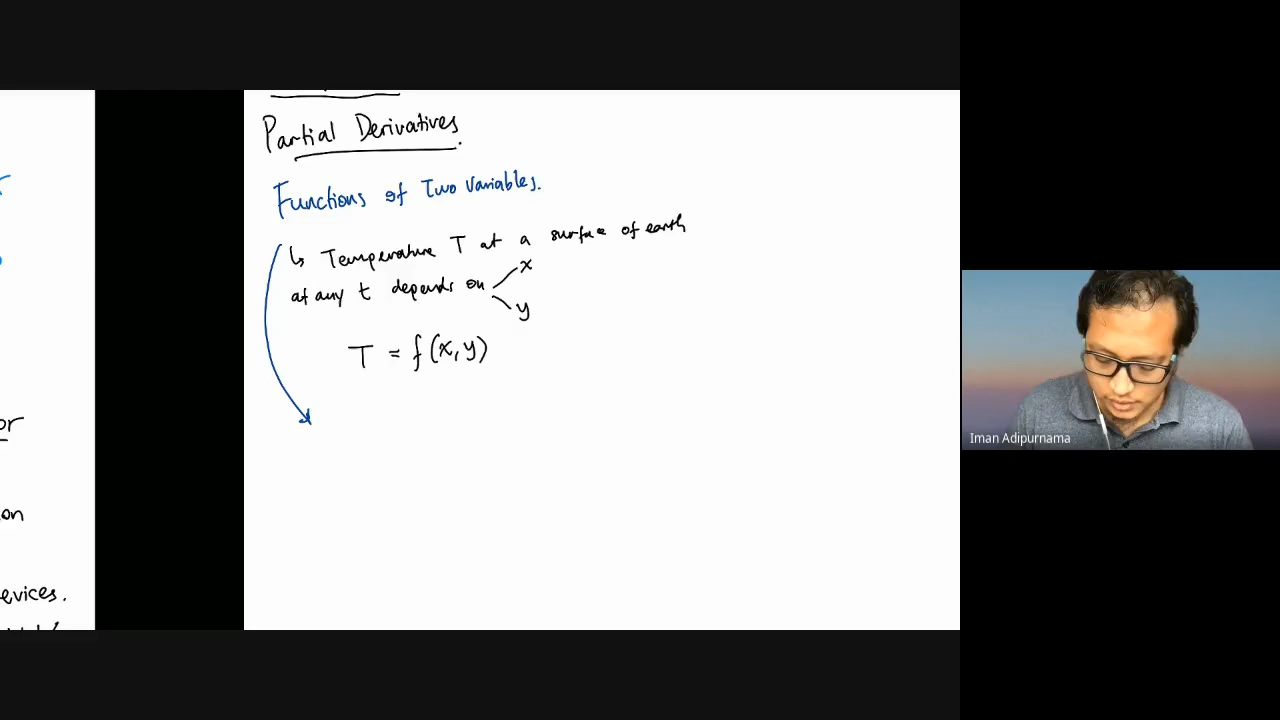 Partial Derivatives.
Functions of Two Variables.
↳ Temperature T at a surface of earth
at any t depends on x
y
T = f(x,y)
or
on
evices.
Iman Adipurnama